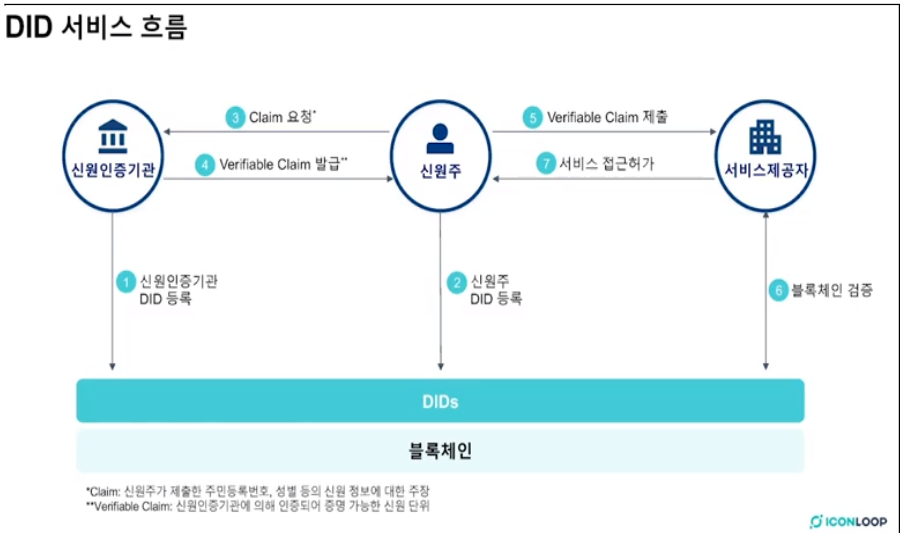 DID 서비스 흐름
3 Claim 요청*
5 Verifiable Claim 제출
신원인증기관
4 Verifiable Claim 발급**
신원주
7 서비스 접근허가
서비스제공자
1 신원인증기관
DID 등록
2 신원주
DID 등록
6 블록체인 검증
DIDs
블록체인
*Claim: 신원주가 제출한 주민등록번호, 성별 등의 신원 정보에 대한 주장
**Verifiable Claim: 신원인증기관에 의해 인증되어 증명 가능한 신원 단위
ICONLOOP